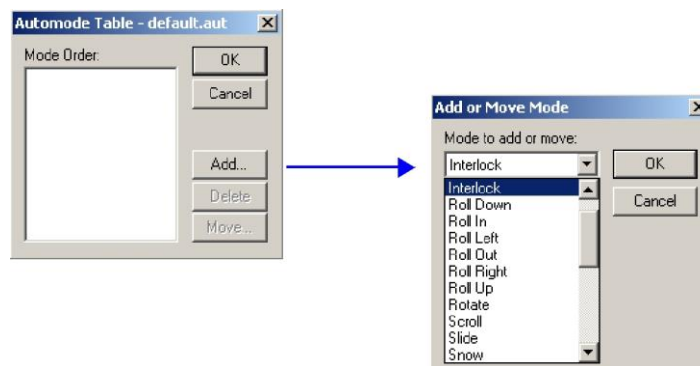 Automode Table - default.aut
Mode Order:
OK
Cancel
Add...
Delete
Move...
Add or Move Mode
Mode to add or move:
Interlock
OK
Cancel
Interlock
Roll Down
Roll In
Roll Left
Roll Out
Roll Right
Roll Up
Rotate
Scroll
Slide
Snow